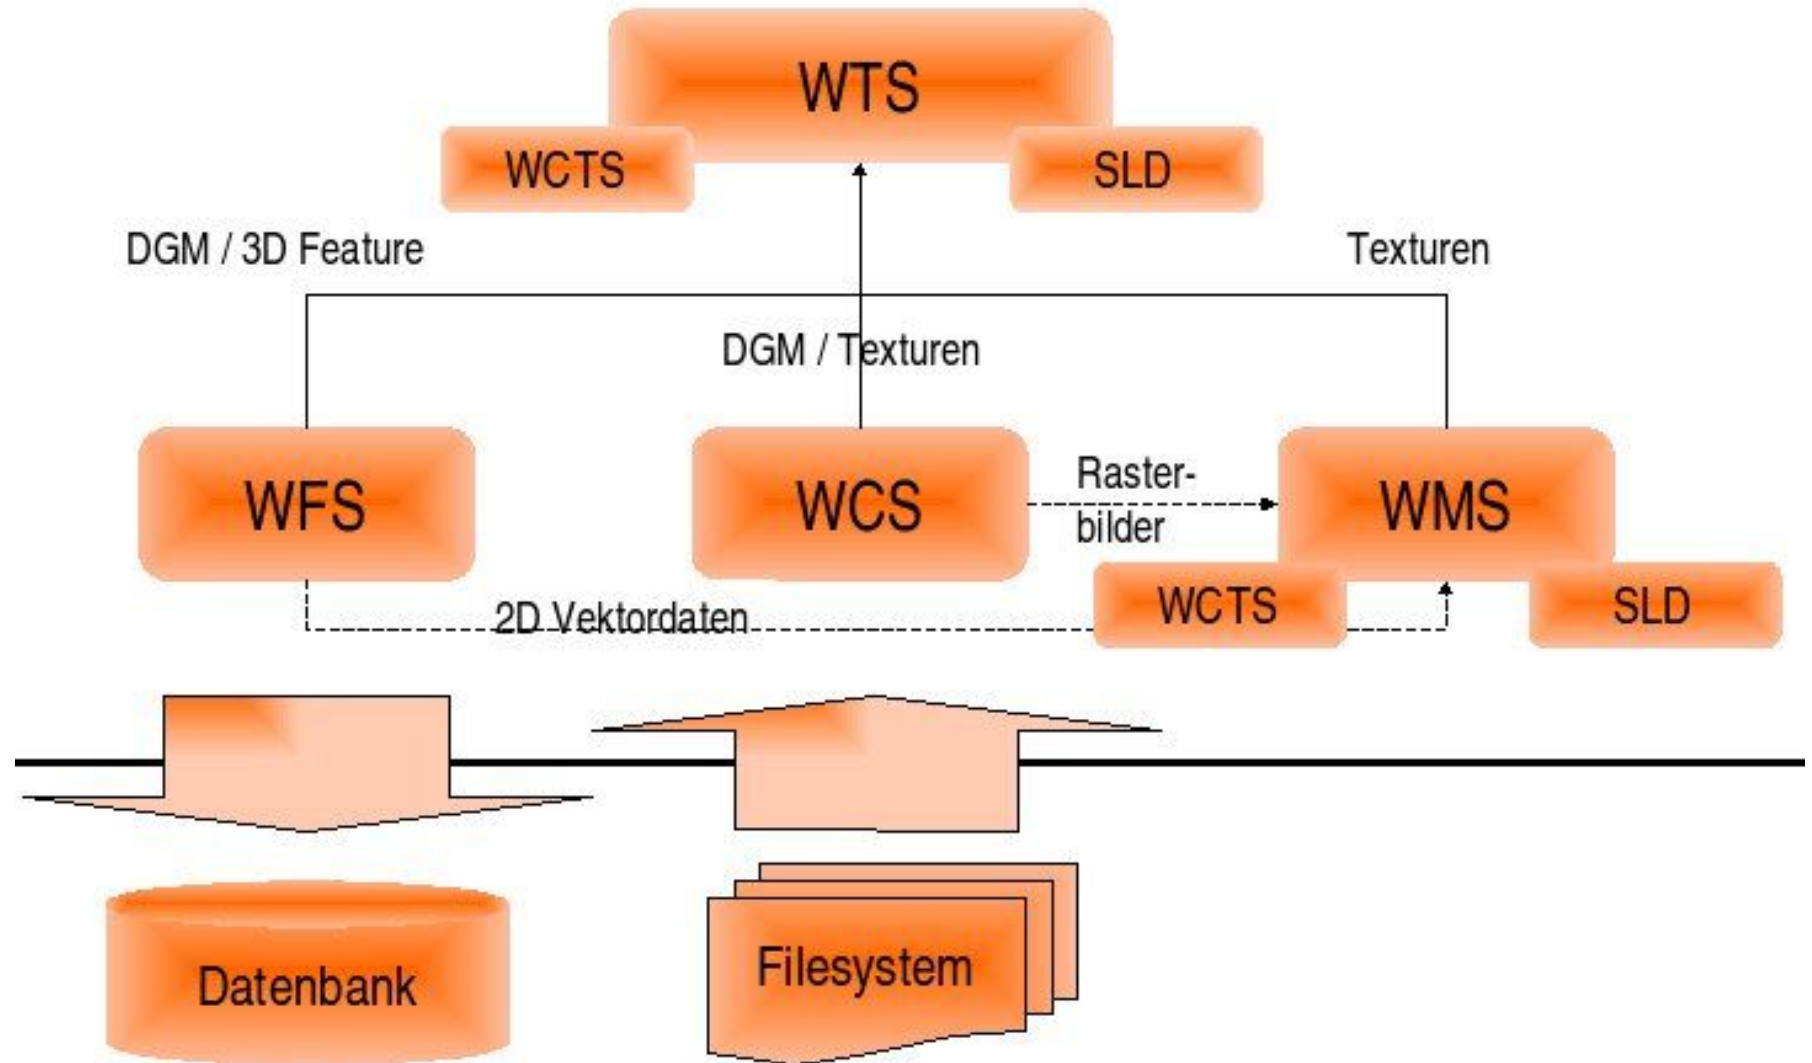 WTS
WCTS
SLD
DGM / 3D Feature
Texturen
DGM / Texturen
WFS
WCS
Raster-
bilder
WMS
WCTS
SLD
2D Vektordaten
Datenbank
Filesystem